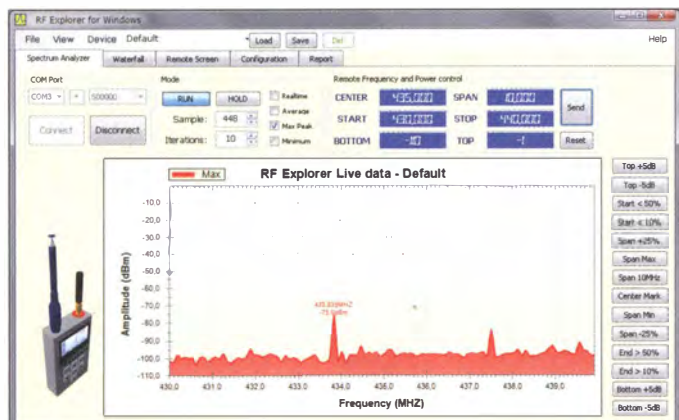 RF Explorer for Windows
File View Device Default Load Save Del Help
Spectrum Analyzer Waterfall Remote Screen Configuration Report
COM Port Mode Remote Frequency and Power control
COM3 500000 RUN HOLD Realtime CENTER 435,000 SPAN 10,000 Send
Sample: 448 Average START 430,000 STOP 440,000
Connect Disconnect Max Peak
Iterations: 10 Minimum BOTTOM TOP -1 Reset
Max RF Explorer Live data - Default
Amplitude (dBm)
-10,0
-20,0
-30,0
-40,0
-50,0
-60,0
-70,0
-80,0
-90,0
-100,0
-110,0
430,0 431,0 432,0 433,0 434,0 435,0 436,0 437,0 438,0 439,0
Frequency (MHZ)
Top +5dB
Top -5dB
Start < 50%
Start < 10%
Span +25%
Span Max
Span 10MHz
Center Mark
Span Min
Span -25%
End > 50%
End > 10%
Bottom +5dB
Bottom -5dB